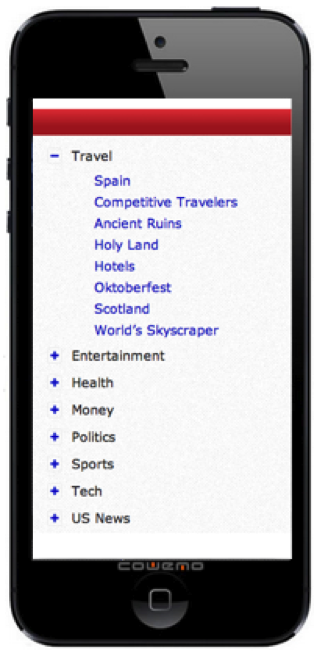 − Travel
Spain
Competitive Travelers
Ancient Ruins
Holy Land
Hotels
Oktoberfest
Scotland
World's Skyscraper
+ Entertainment
+ Health
+ Money
+ Politics
+ Sports
+ Tech
+ US News
cowemo